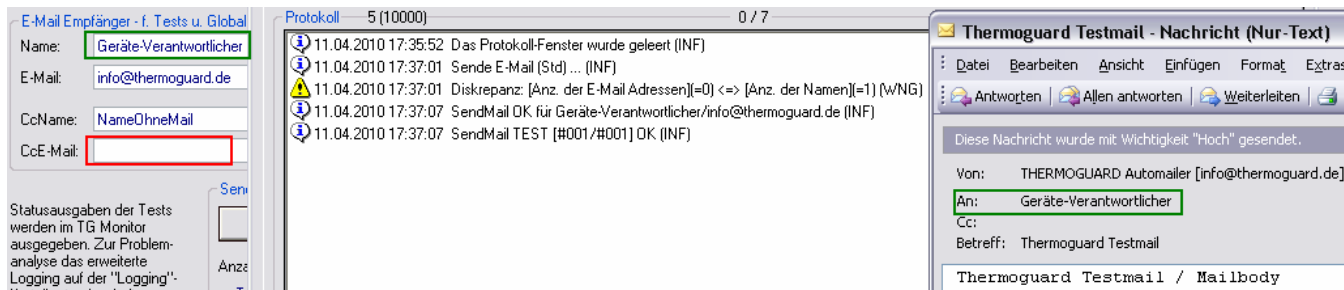 E-Mail Empfänger - f. Tests u. Global
Name: Geräte-Verantwortlicher
E-Mail: info@thermoguard.de
CcName: NameOhneMail
CcE-Mail:
Statusausgaben der Tests
werden im TG Monitor
ausgegeben. Zur Problem-
analyse das erweiterte
Logging auf der "Logging"-
Protokoll 5 (10000) 0 / 7
11.04.2010 17:35:52 Das Protokoll-Fenster wurde geleert (INF)
11.04.2010 17:37:01 Sende E-Mail (Std) ... (INF)
11.04.2010 17:37:01 Diskrepanz: [Anz. der E-Mail Adressen](=0) <=> [Anz. der Namen](=1) (WNG)
11.04.2010 17:37:07 SendMail OK für Geräte-Verantwortlicher/info@thermoguard.de (INF)
11.04.2010 17:37:07 SendMail TEST [#001/#001] OK (INF)
Thermoguard Testmail - Nachricht (Nur-Text)
Datei Bearbeiten Ansicht Einfügen Format Extras
Antworten Allen antworten Weiterleiten
Diese Nachricht wurde mit Wichtigkeit "Hoch" gesendet.
Von: THERMOGUARD Automailer [info@thermoguard.de]
An: Geräte-Verantwortlicher
Cc:
Betreff: Thermoguard Testmail
Thermoguard Testmail / Mailbody